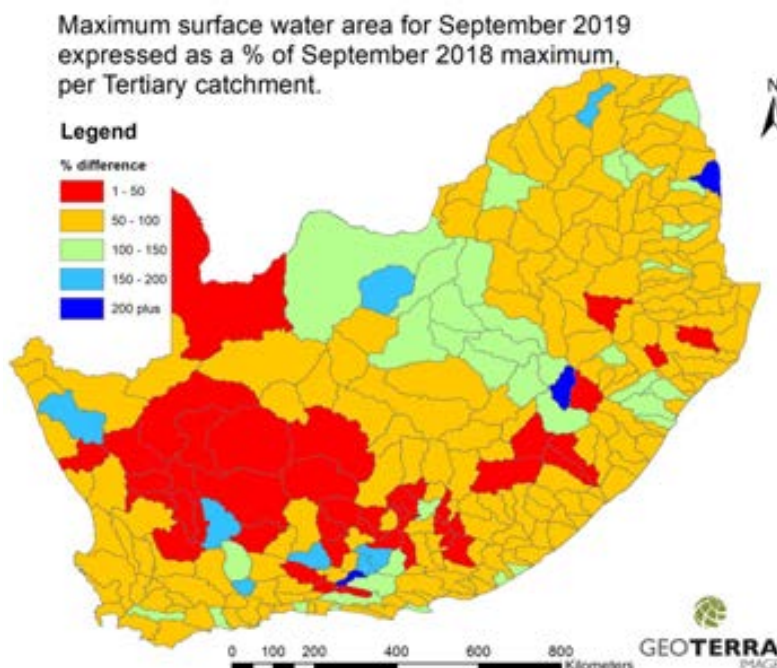 Maximum surface water area for September 2019
expressed as a % of September 2018 maximum,
per Tertiary catchment.
N
Legend
% difference
1 - 50
50 - 100
100 - 150
150 - 200
200 plus
0 100 200 400 600 800
Kilometers
GEOTERRA
IMAGE